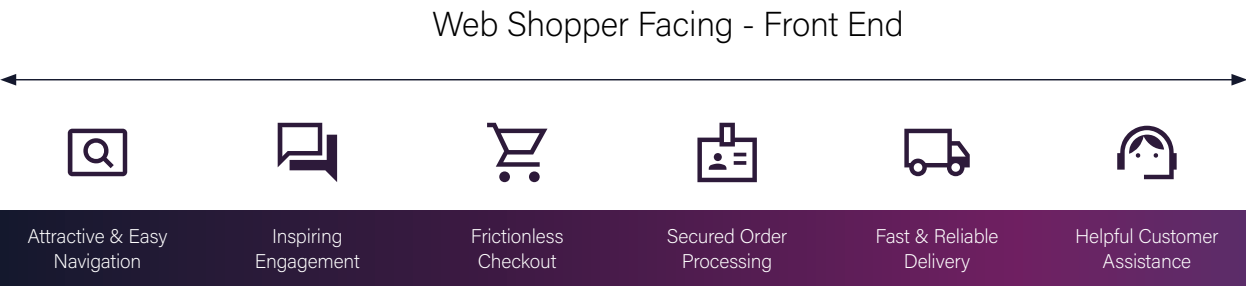 Web Shopper Facing - Front End
Attractive & Easy
Navigation
Inspiring
Engagement
Frictionless
Checkout
Secured Order
Processing
Fast & Reliable
Delivery
Helpful Customer
Assistance